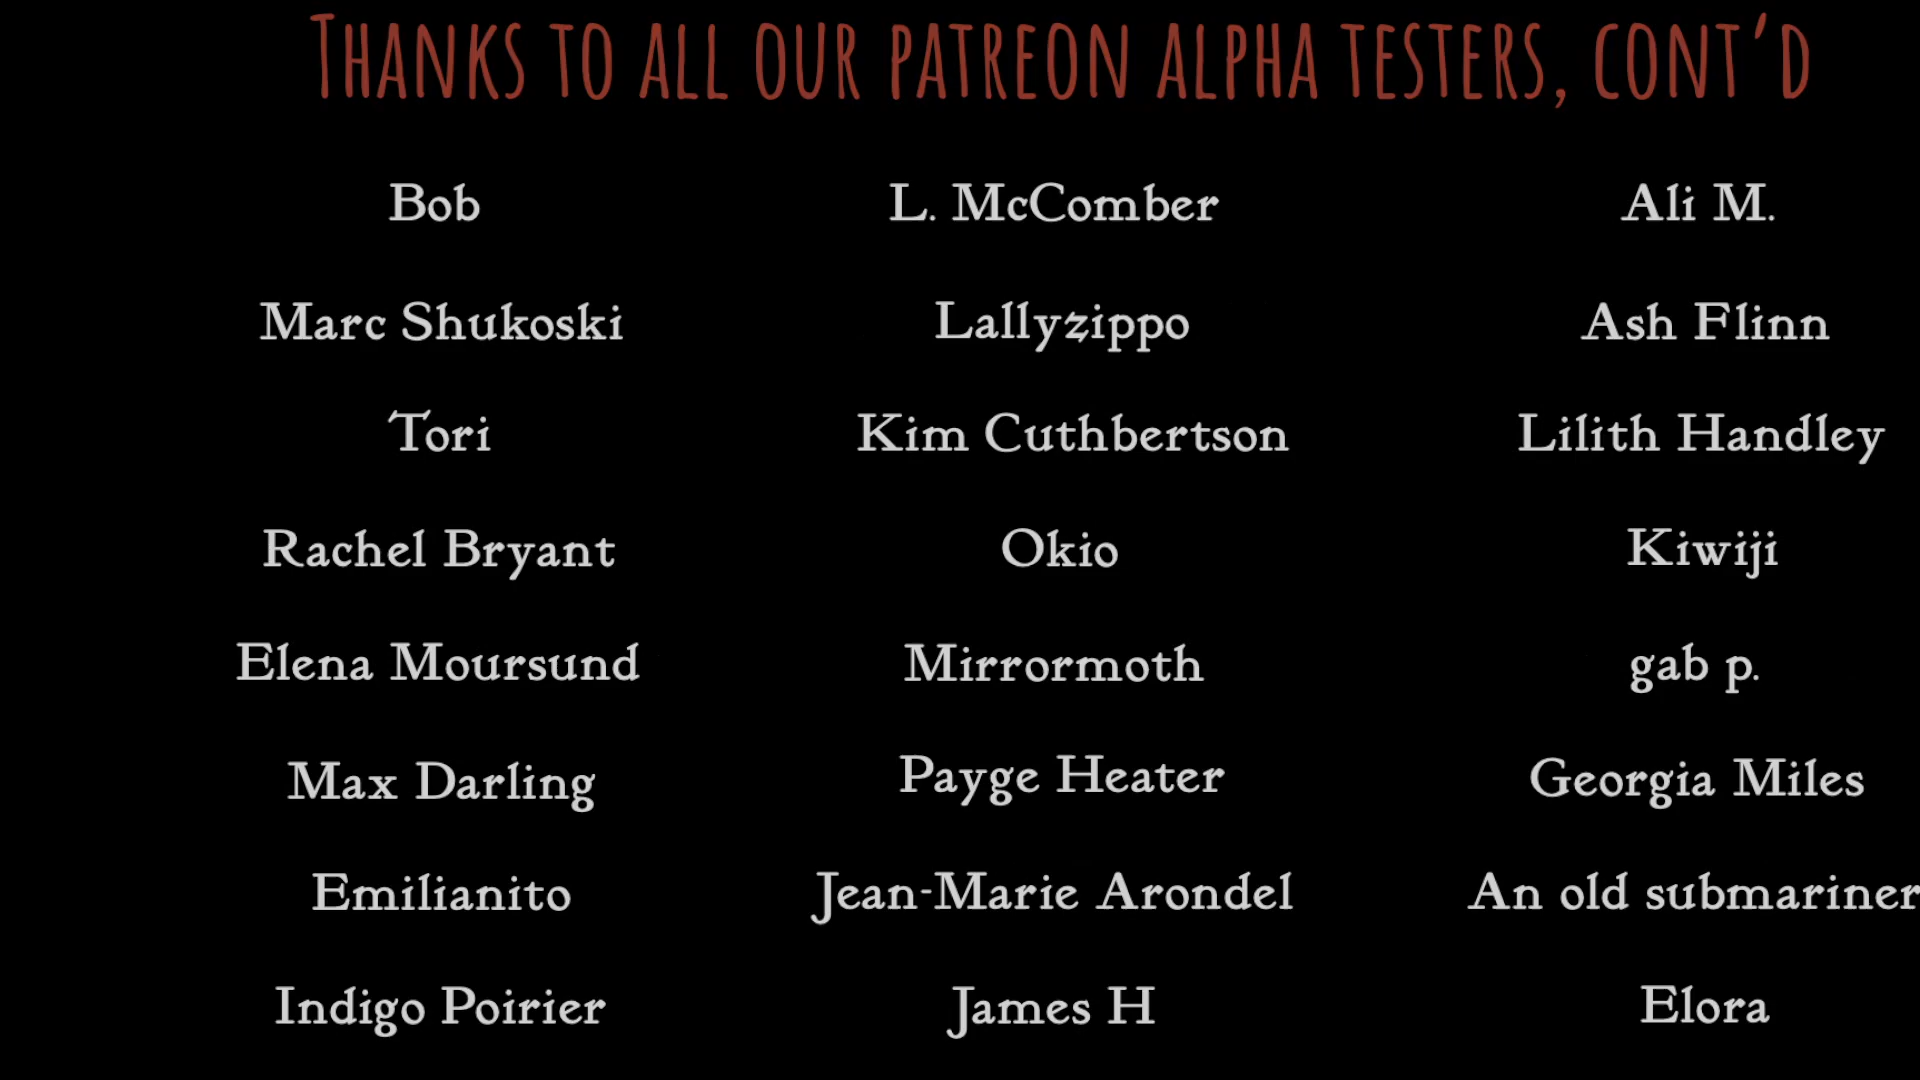 Thanks to all our patreon alpha testers, cont'd
Bob L. McComber Ali M.
Marc Shukoski Lallyzippo Ash Flinn
Tori Kim Cuthbertson Lilith Handley
Rachel Bryant Okio Kiwiji
Elena Moursund Mirrormoth gab p.
Max Darling Payge Heater Georgia Miles
Emilianito Jean-Marie Arondel An old submariner
Indigo Poirier James H Elora